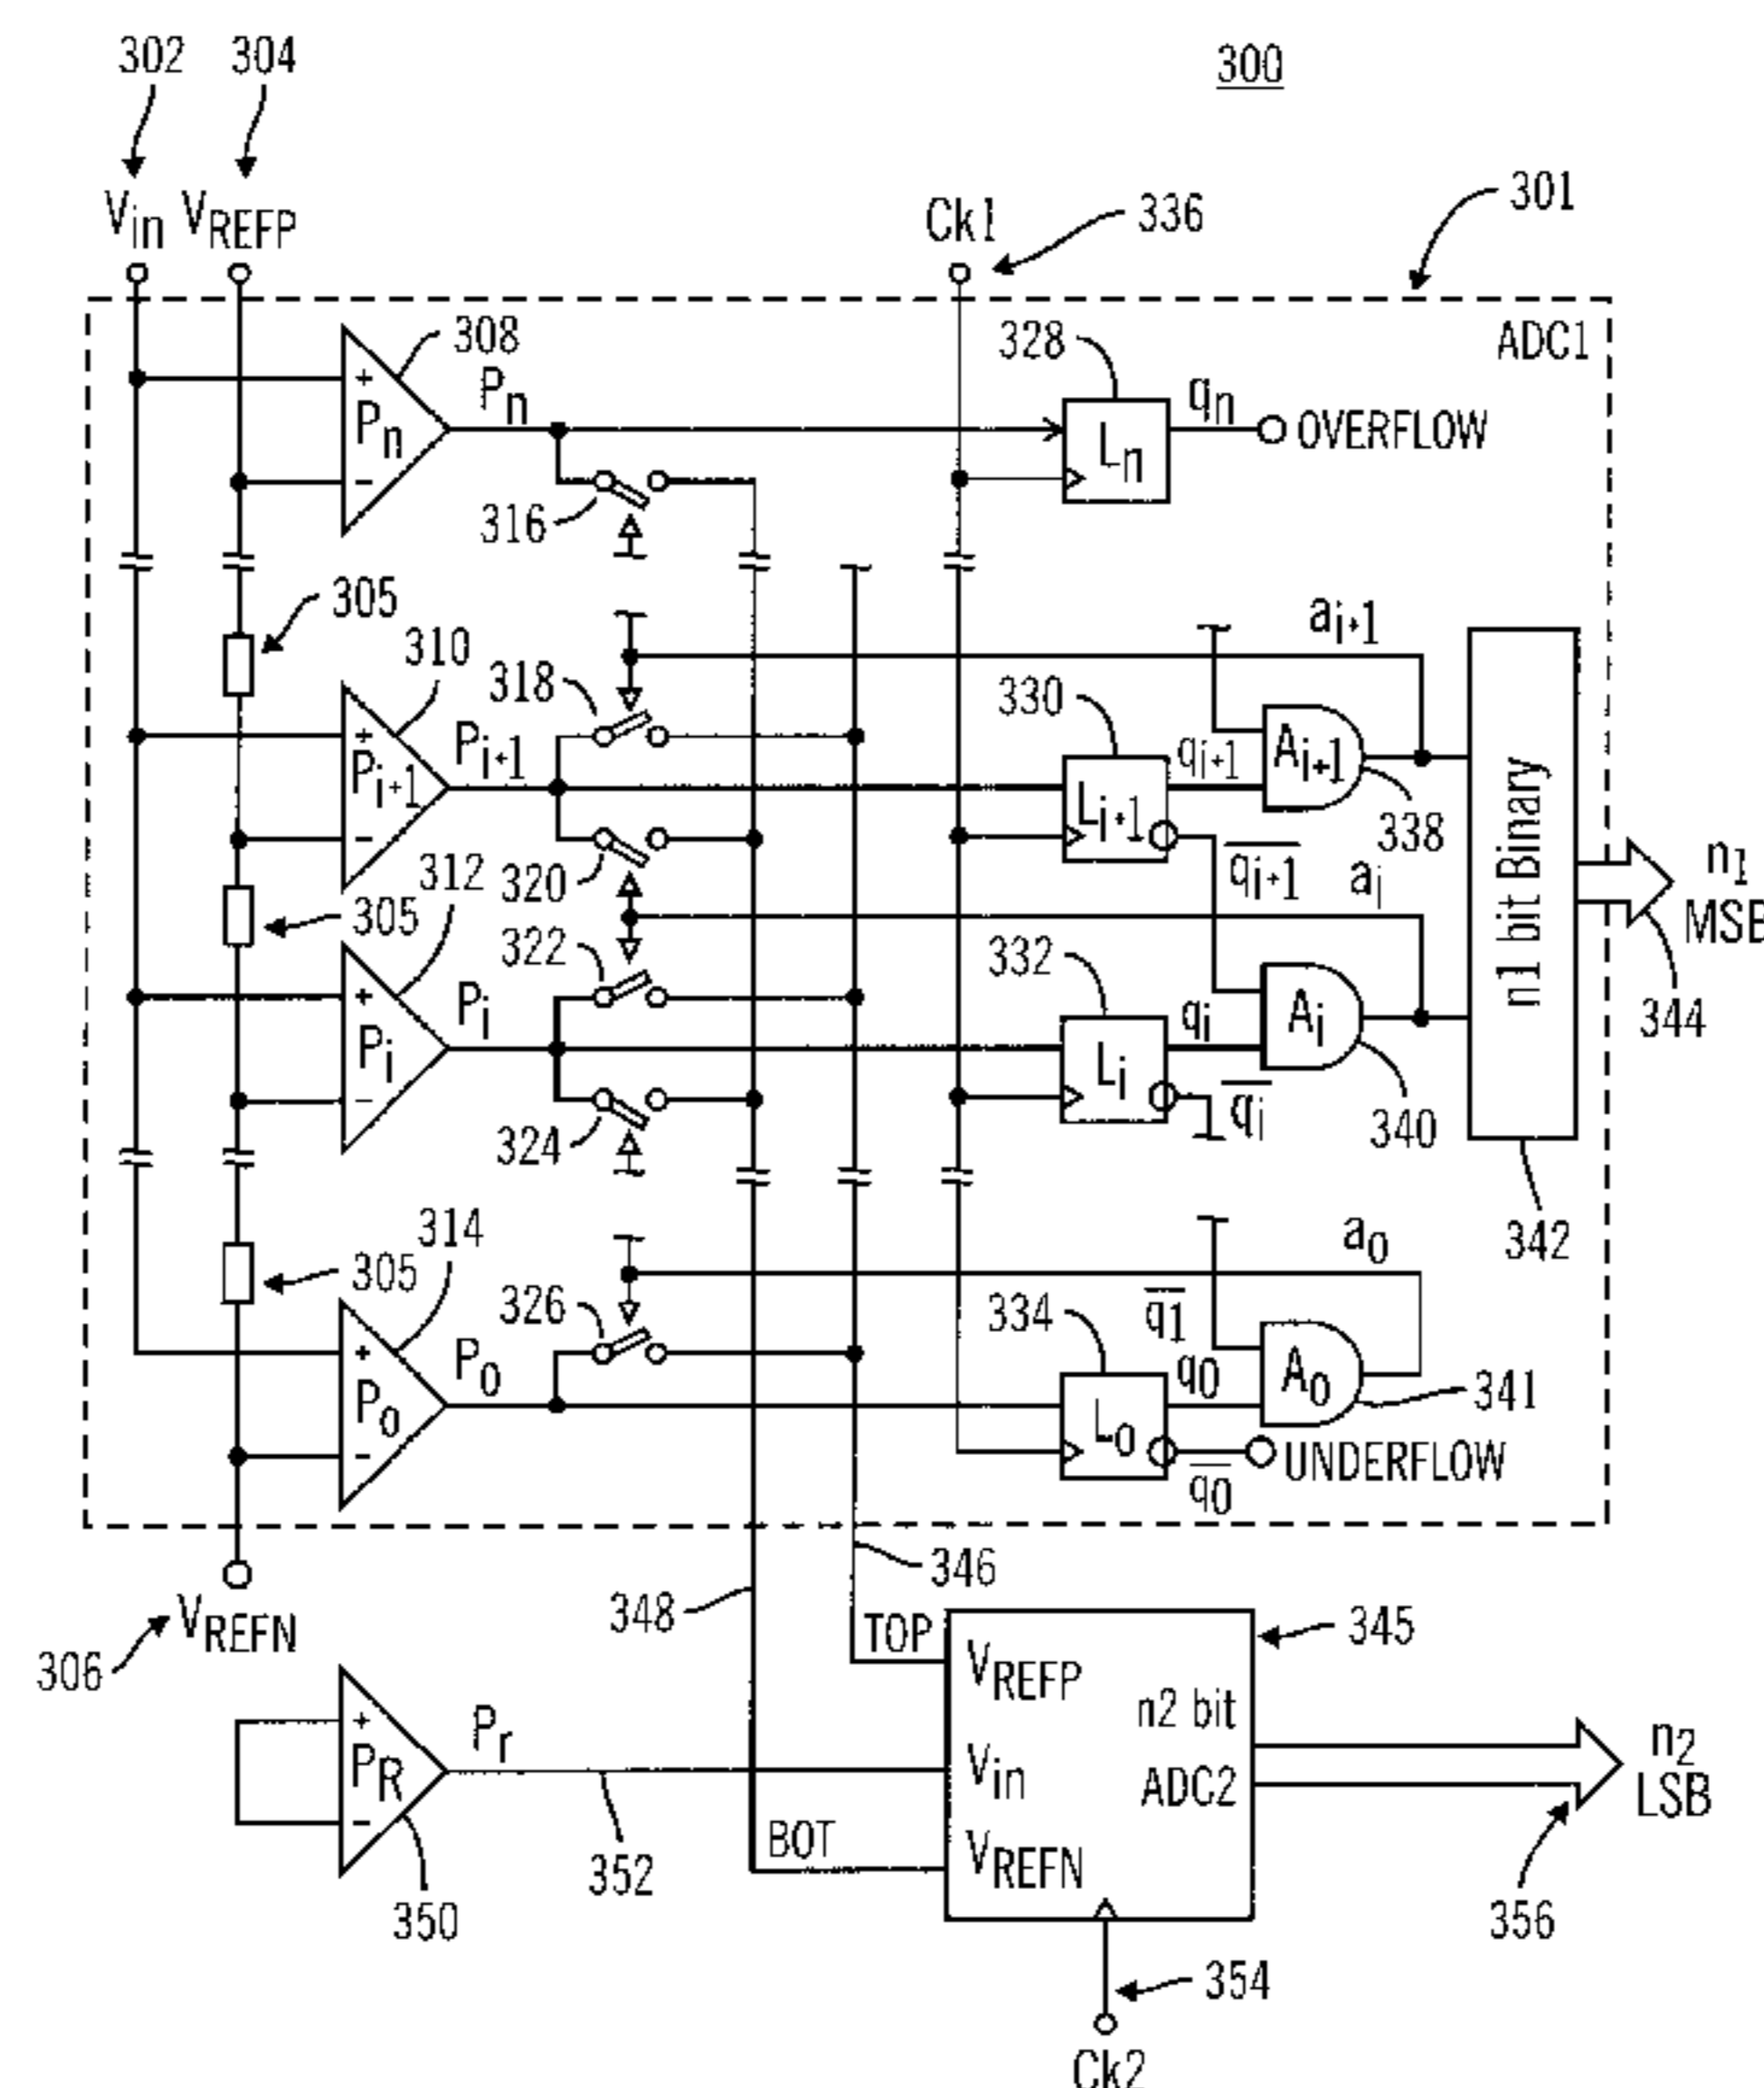 302 304
300
Vin VREFP
Ck1 336
301
ADC1
308
+
Pn
−
Pn
328
Ln
qn
OVERFLOW
316
305
310
+
Pi+1
−
Pi+1
318
330
Li+1
qi+1
ai+1
Ai+1
338
n1 bit Binary
320
312
305
q̅i+1
ai
n1
MSB
344
+
Pi
−
Pi
322
332
Li
qi
Ai
q̅i
340
324
342
314
305
326
334
q̅1
q0
a0
A0
341
+
P0
−
P0
L0
UNDERFLOW
q̅0
346
348
VREFN
306
TOP
345
VREFP
n2 bit
ADC2
Vin
VREFN
n2
LSB
+
PR
−
Pr
350
352
BOT
356
354
Ck2